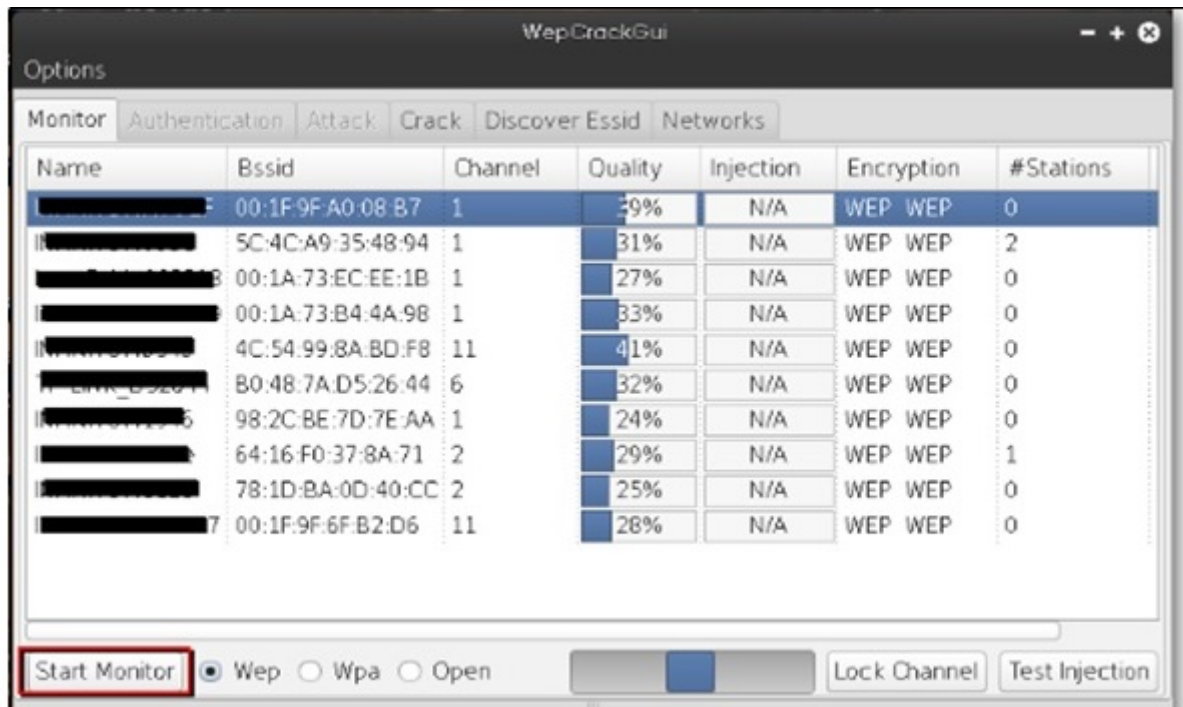 WepCrackGui
Options
Monitor Authentication Attack Crack Discover Essid Networks
Name Bssid Channel Quality Injection Encryption #Stations
00:1F:9F:A0:08:B7 1 39% N/A WEP WEP 0
5C:4C:A9:35:48:94 1 31% N/A WEP WEP 2
00:1A:73:EC:EE:1B 1 27% N/A WEP WEP 0
00:1A:73:B4:4A:98 1 33% N/A WEP WEP 0
4C:54:99:8A:BD:F8 11 41% N/A WEP WEP 0
B0:48:7A:D5:26:44 6 32% N/A WEP WEP 0
98:2C:BE:7D:7E:AA 1 24% N/A WEP WEP 0
64:16:F0:37:8A:71 2 29% N/A WEP WEP 1
78:1D:BA:0D:40:CC 2 25% N/A WEP WEP 0
00:1F:9F:6F:B2:D6 11 28% N/A WEP WEP 0
Start Monitor Wep Wpa Open Lock Channel Test Injection